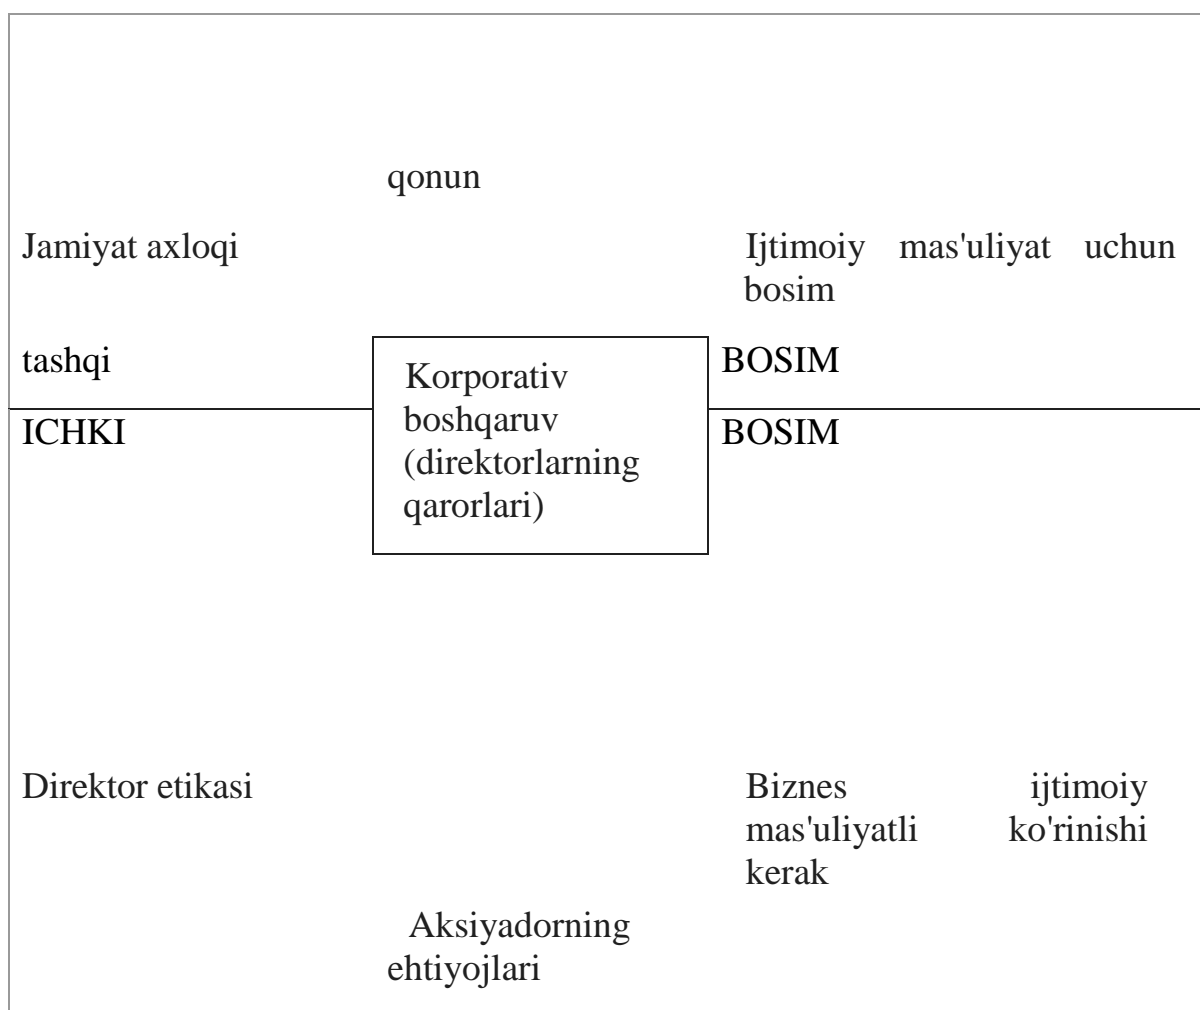 qonun
Jamiyat axloqi
Ijtimoiy mas'uliyat uchun
bosim
tashqi
BOSIM
Korporativ
boshqaruv
(direktorlarning
qarorlari)
ICHKI
BOSIM
Direktor etikasi
Biznes ijtimoiy
mas'uliyatli ko'rinishi
kerak
Aksiyadorning
ehtiyojlari